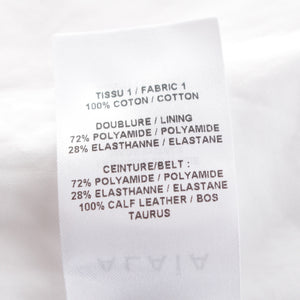 TISSU 1 / FABRIC 1
100% COTON / COTTON
DOUBLURE / LINING
72% POLYAMIDE / POLYAMIDE
28% ELASTHANNE / ELASTANE
CEINTURE/BELT :
72% POLYAMIDE / POLYAMIDE
28% ELASTHANNE / ELASTANE
100% CALF LEATHER / BOS
TAURUS
ALAÏA